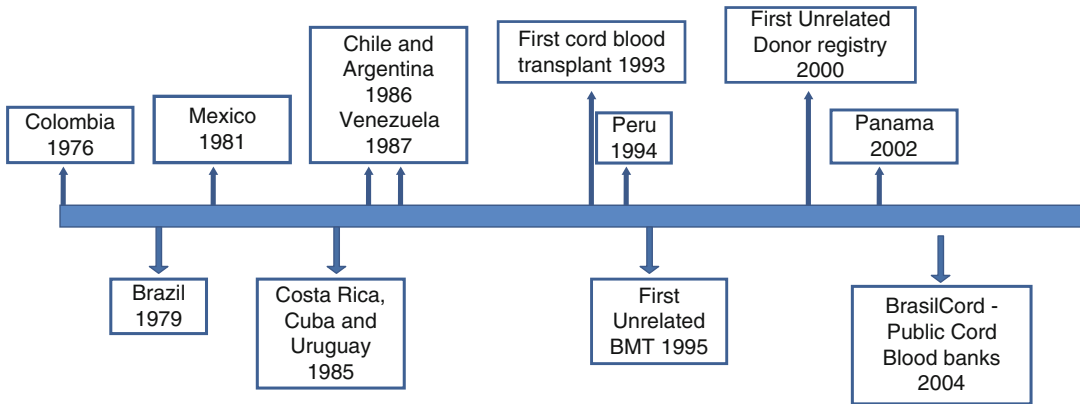 Colombia
1976
Mexico
1981
Chile and
Argentina
1986
Venezuela
1987
First cord blood
transplant 1993
Peru
1994
First Unrelated
Donor registry
2000
Panama
2002
Brazil
1979
Costa Rica,
Cuba and
Uruguay
1985
First
Unrelated
BMT 1995
BrasilCord -
Public Cord
Blood banks
2004